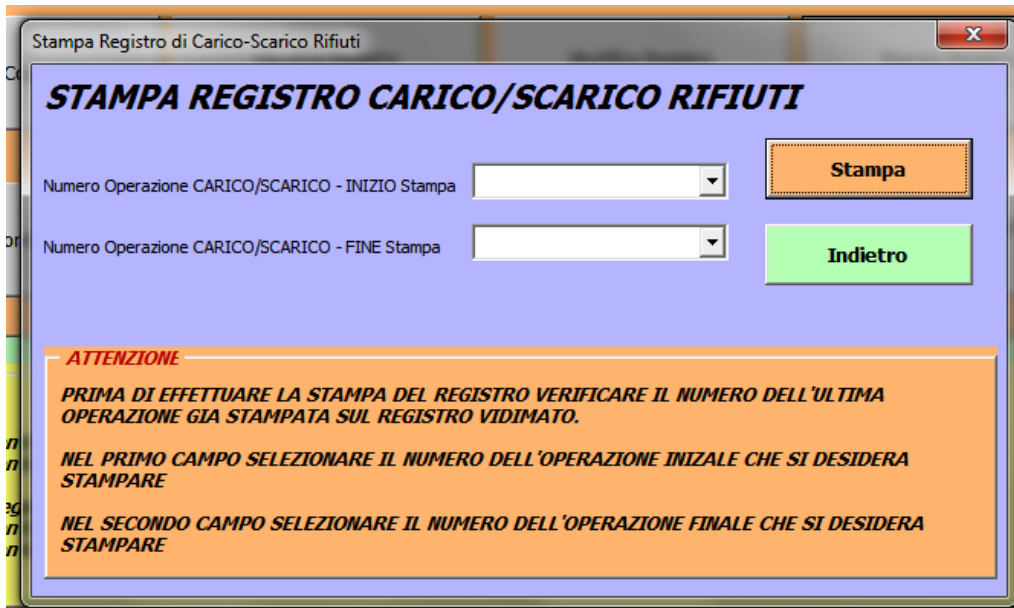 Stampa Registro di Carico-Scarico Rifiuti
STAMPA REGISTRO CARICO/SCARICO RIFIUTI
Numero Operazione CARICO/SCARICO - INIZIO Stampa
Stampa
Numero Operazione CARICO/SCARICO - FINE Stampa
Indietro
ATTENZIONE
PRIMA DI EFFETTUARE LA STAMPA DEL REGISTRO VERIFICARE IL NUMERO DELL'ULTIMA
OPERAZIONE GIA STAMPATA SUL REGISTRO VIDIMATO.
NEL PRIMO CAMPO SELEZIONARE IL NUMERO DELL'OPERAZIONE INIZALE CHE SI DESIDERA
STAMPARE
NEL SECONDO CAMPO SELEZIONARE IL NUMERO DELL'OPERAZIONE FINALE CHE SI DESIDERA
STAMPARE